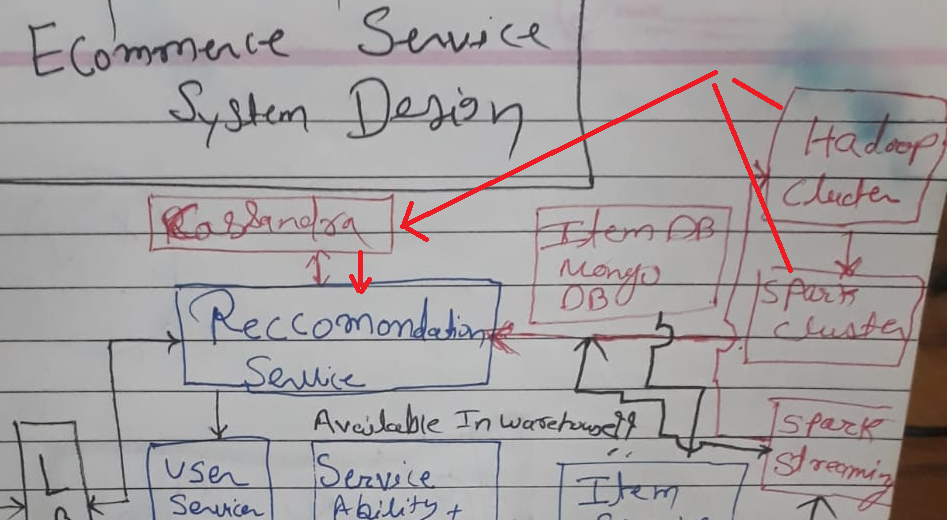 Ecommerce Service
System Design
Hadoop
Cluster
Cassandra
Item DB
Mongo
DB
Spark
Cluster
Reccomondation
Service
Available In warehouse??
Spark
Streaming
L
B
User
Service
Service
Ability +
Item